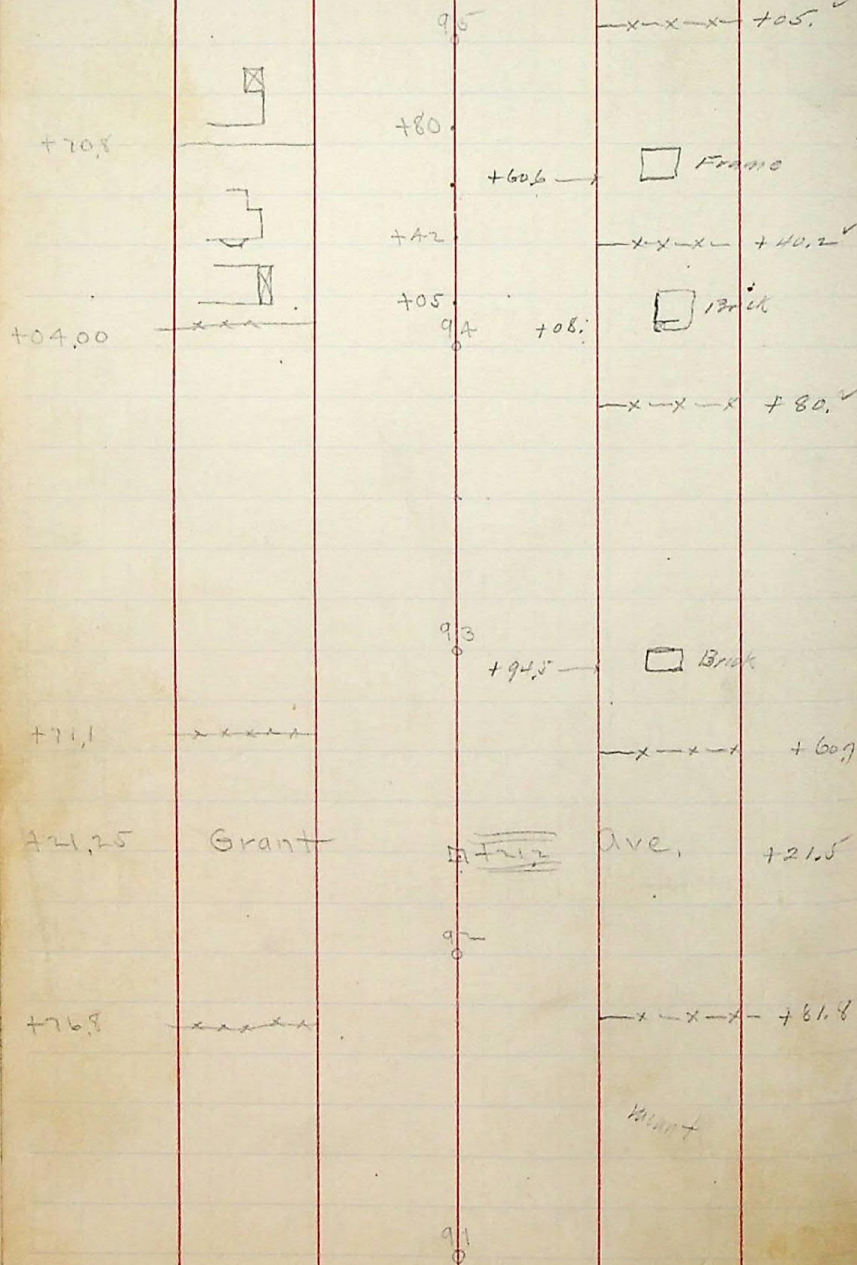 95 +05. ✓
+80
+70.8
+60.6 Frame
+42 +40.2 ✓
+05 Brick
+04.00 94 +08.
+80. ✓
93
+94.5 Brick
+71.1
+60.7
+21.25 Grant +21.2 Ave. +21.5
92
+76.8 +81.8
91